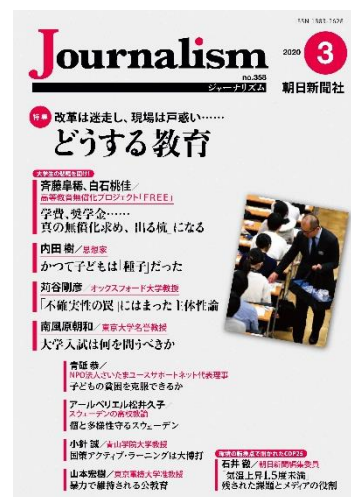 Journalism
no.358
ジャーナリズム
2020
3
朝日新聞社
特集
改革は迷走し、現場は戸惑い……
どうする教育
大学生の訴えを聞け!
斉藤皐稀、白石桃佳／
高等教育無償化プロジェクト「FREE」
学費、奨学金……
真の無償化求め、“出る杭”になる
内田 樹／思想家
かつて子どもは「種子」だった
苅谷剛彦／オックスフォード大学教授
「不確実性の罠」にはまった主体性論
南風原朝和／東京大学名誉教授
大学入試は何を問うべきか
青砥 恭／
NPO法人さいたまユースサポートネット代表理事
子どもの貧困を克服できるか
アールベリエル松井久子／
スウェーデンの高校教諭
個と多様性守るスウェーデン
小針 誠／青山学院大学教授
国策アクティブ・ラーニングは大博打
山本宏樹／東京電機大学准教授
暴力で維持される公教育
石井 徹／朝日新聞編集委員
気温上昇1.5度未満
残された課題とメディアの役割